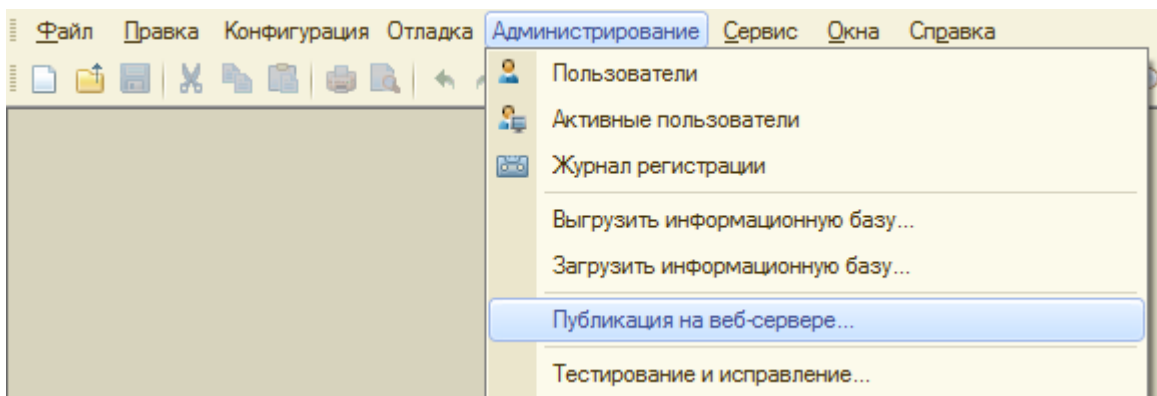 Файл Правка Конфигурация Отладка Администрирование Сервис Окна Справка
Пользователи
Активные пользователи
Журнал регистрации
Выгрузить информационную базу...
Загрузить информационную базу...
Публикация на веб-сервере...
Тестирование и исправление...